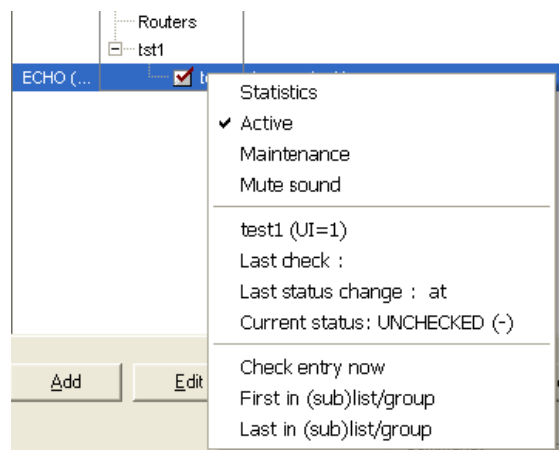 Routers
tst1
ECHO (...
Statistics
Active
Maintenance
Mute sound
test1 (UI=1)
Last check :
Last status change : at
Current status: UNCHECKED (-)
Check entry now
First in (sub)list/group
Last in (sub)list/group
Add
Edit